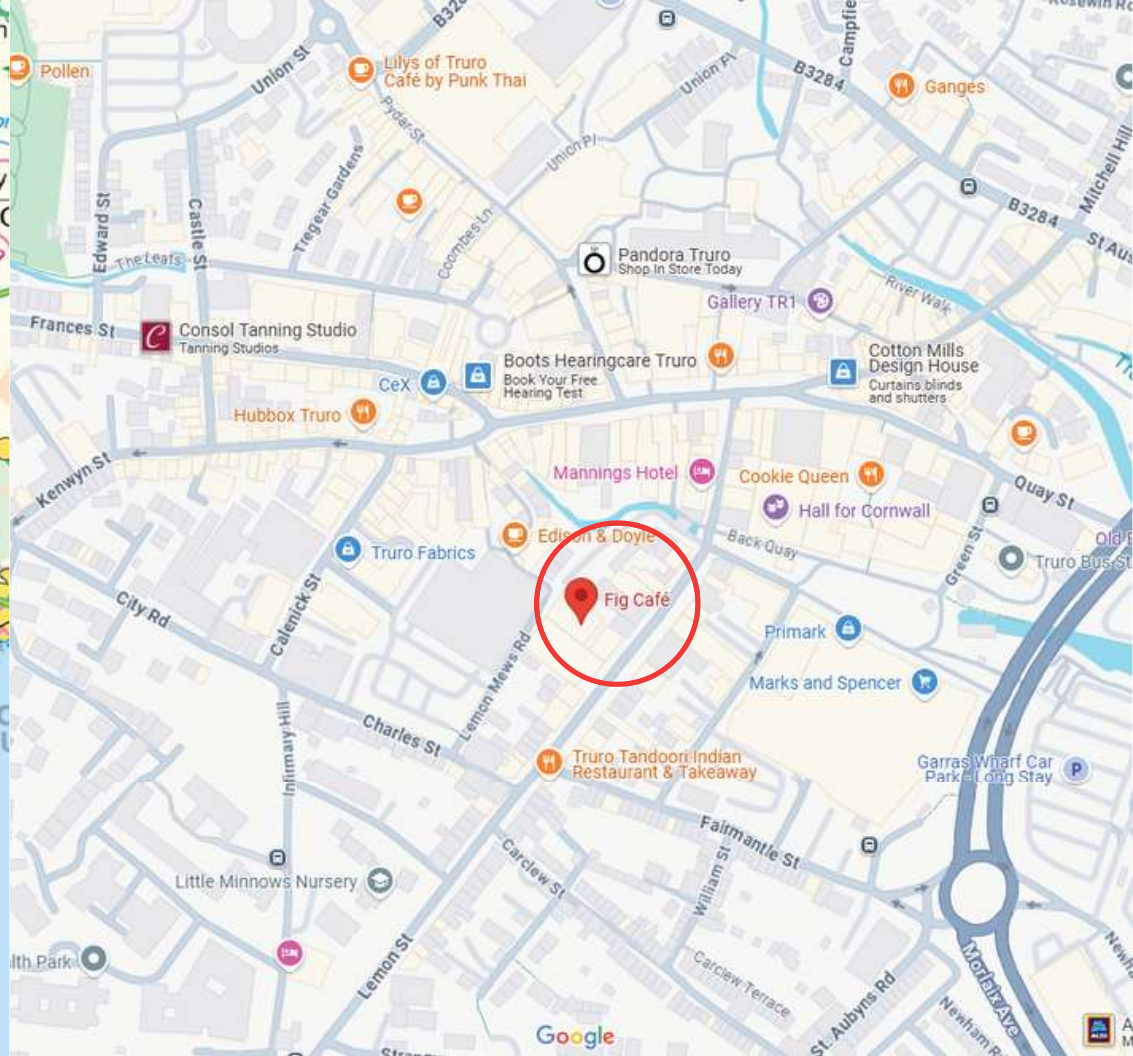 Rosewin R
B328
Campfie
Pollen
Union St
Lilys of Truro
Café by Punk Thai
Union Pl
B3284
Ganges
Pydar St
Union Pl
Mitchell Hill
Tregear Gardens
Coombes Ln
B3284
St Aus
Edward St
Castle St
The Leats
Pandora Truro
Shop In Store Today
Gallery TR1
River Walk
Frances St
Consol Tanning Studio
Tanning Studios
Boots Hearingcare Truro
Book Your Free
Hearing Test
Cotton Mills
Design House
Curtains blinds
and shutters
CeX
Hubbox Truro
Kenwyn St
Mannings Hotel
Cookie Queen
Quay St
Hall for Cornwall
Edison & Doyle
Back Quay
Old
Truro Fabrics
Green St
Truro Bus St
City Rd
Calenick St
Fig Café
Primark
Lemon Mews Rd
Marks and Spencer
Charles St
Infirmary Hill
Truro Tandoori Indian
Restaurant & Takeaway
Garras Wharf Car
Park - Long Stay
P
Fairmantle St
Carclew St
William St
Little Minnows Nursery
Lemon St
lth Park
Carclew Terrace
Morlaix Ave
St. Aubyns Rd
Newham R
Newh
Google